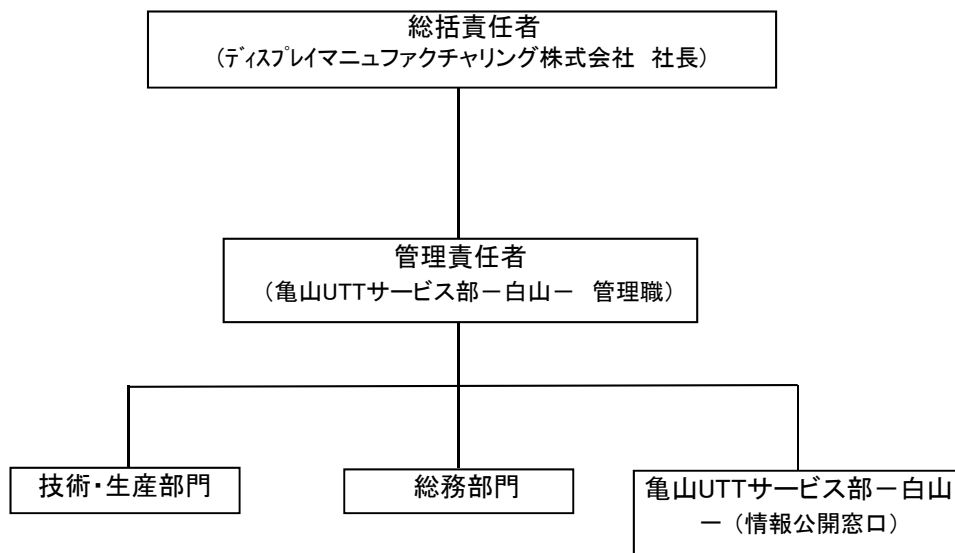 総括責任者
(ディスプレイマニュファクチャリング株式会社 社長)
管理責任者
(亀山UTTサービス部－白山－ 管理職)
技術・生産部門
総務部門
亀山UTTサービス部－白山
－(情報公開窓口)